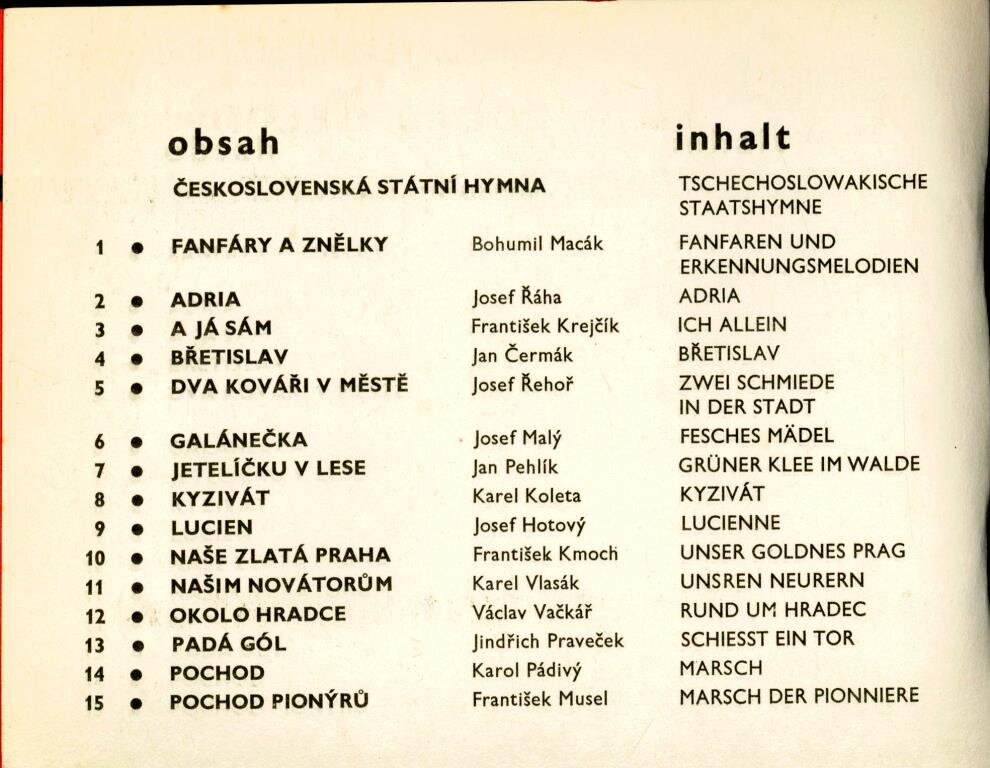 obsah inhalt
ČESKOSLOVENSKÁ STÁTNÍ HYMNA TSCHECHOSLOWAKISCHE
STAATSHYMNE
1 • FANFÁRY A ZNĚLKY Bohumil Macák FANFAREN UND
ERKENNUNGSMELODIEN
2 • ADRIA Josef Řáha ADRIA
3 • A JÁ SÁM František Krejčík ICH ALLEIN
4 • BŘETISLAV Jan Čermák BŘETISLAV
5 • DVA KOVÁŘI V MĚSTĚ Josef Řehoř ZWEI SCHMIEDE
IN DER STADT
6 • GALÁNEČKA Josef Malý FESCHES MÄDEL
7 • JETELÍČKU V LESE Jan Pehlík GRÜNER KLEE IM WALDE
8 • KYZIVÁT Karel Koleta KYZIVÁT
9 • LUCIEN Josef Hotový LUCIENNE
10 • NAŠE ZLATÁ PRAHA František Kmoch UNSER GOLDNES PRAG
11 • NAŠIM NOVÁTORŮM Karel Vlasák UNSREN NEURERN
12 • OKOLO HRADCE Václav Vačkář RUND UM HRADEC
13 • PADÁ GÓL Jindřich Praveček SCHIESST EIN TOR
14 • POCHOD Karol Pádivý MARSCH
15 • POCHOD PIONÝRŮ František Musel MARSCH DER PIONNIERE